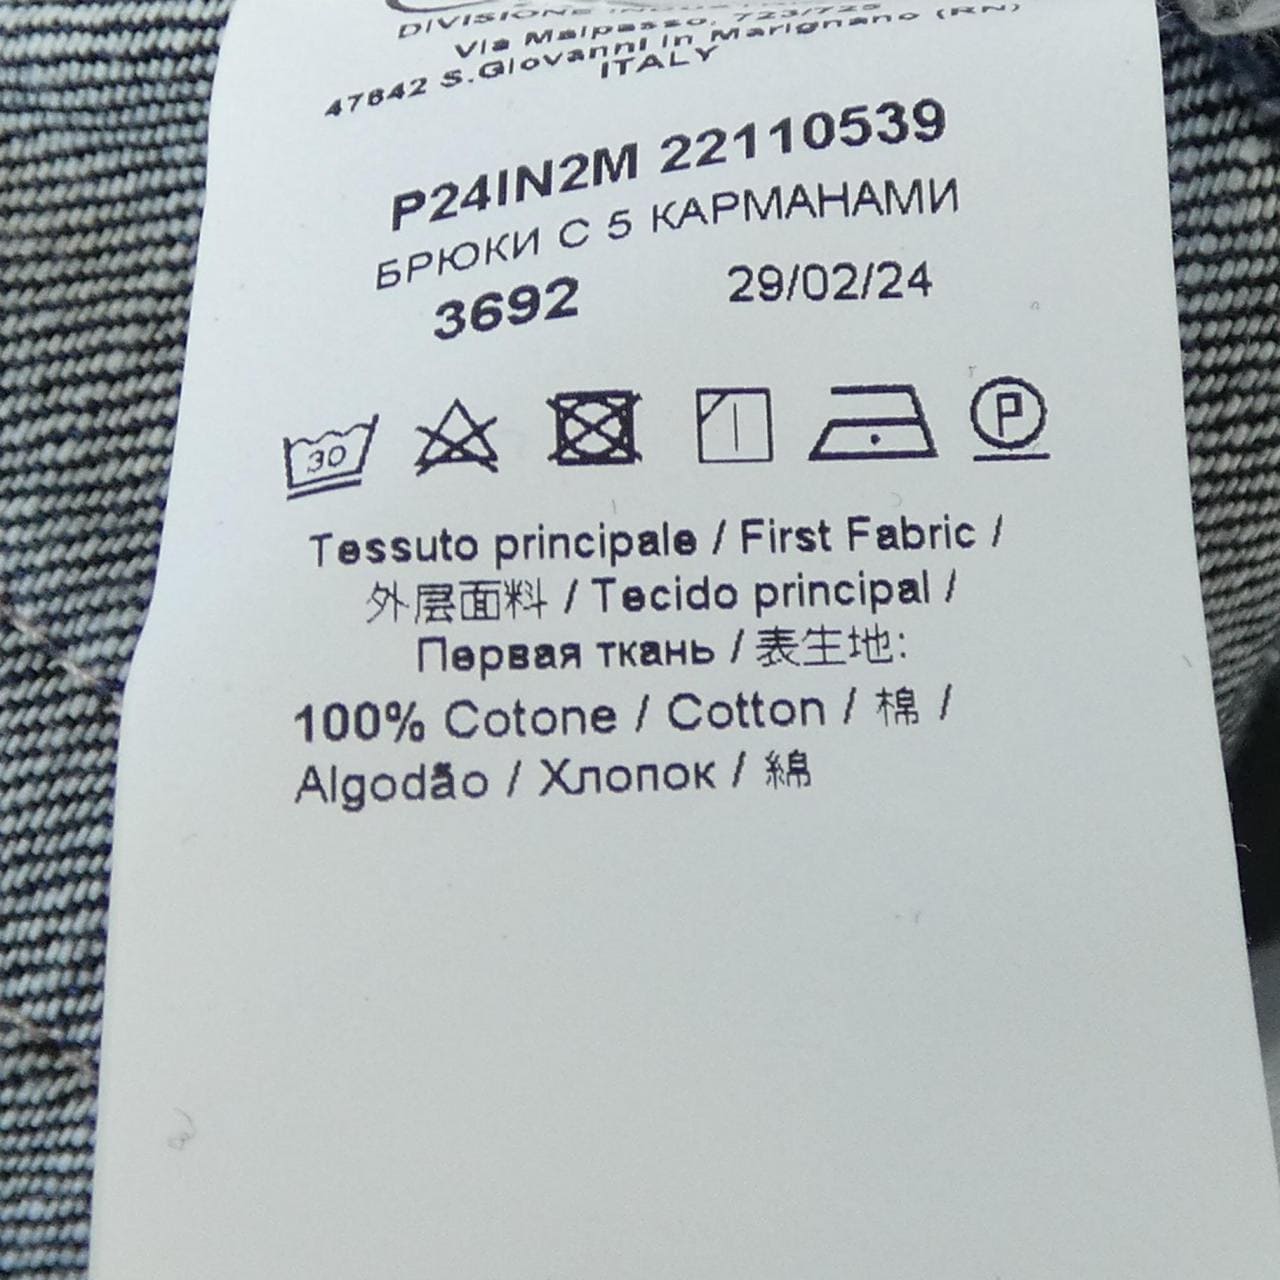 DIVISIONE
Via Malpasso, 723/725
47842 S.Giovanni in Marignano (RN)
ITALY
P24IN2M 22110539
БРЮКИ С 5 КАРМАНАМИ
3692 29/02/24
30 P
Tessuto principale / First Fabric /
外层面料 / Tecido principal /
Первая ткань / 表生地:
100% Cotone / Cotton / 棉 /
Algodão / Хлопок / 綿